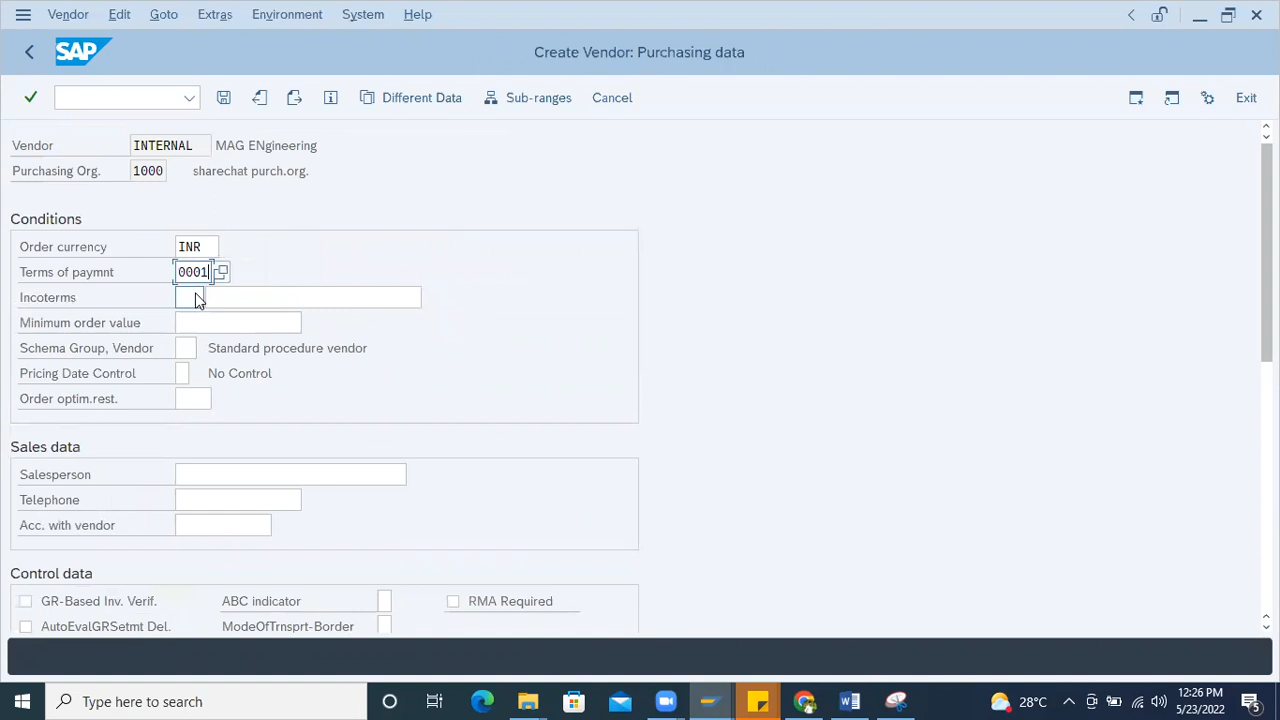 Vendor Edit Goto Extras Environment System Help
SAP Create Vendor: Purchasing data
Different Data Sub-ranges Cancel Exit
Vendor INTERNAL MAG ENgineering
Purchasing Org. 1000 sharechat purch.org.
Conditions
Order currency INR
Terms of paymnt 0001
Incoterms
Minimum order value
Schema Group, Vendor Standard procedure vendor
Pricing Date Control No Control
Order optim.rest.
Sales data
Salesperson
Telephone
Acc. with vendor
Control data
GR-Based Inv. Verif. ABC indicator RMA Required
AutoEvalGRSetmt Del. ModeOfTrnsprt-Border
Type here to search 28°C 12:26 PM
5/23/2022 5